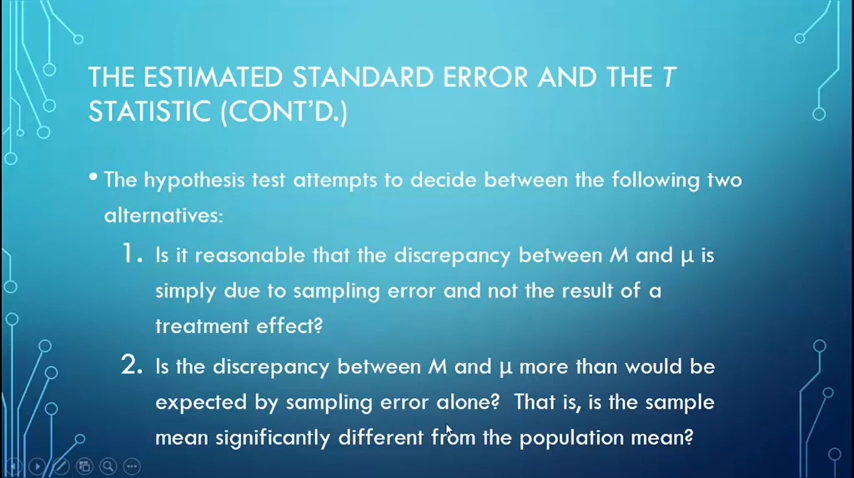 THE ESTIMATED STANDARD ERROR AND THE T
STATISTIC (CONT'D.)
• The hypothesis test attempts to decide between the following two
alternatives:
1. Is it reasonable that the discrepancy between M and μ is
simply due to sampling error and not the result of a
treatment effect?
2. Is the discrepancy between M and μ more than would be
expected by sampling error alone?  That is, is the sample
mean significantly different from the population mean?